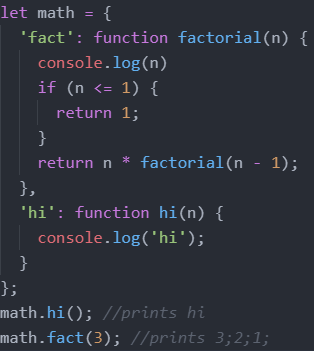 let math = {
  'fact': function factorial(n) {
    console.log(n)
    if (n <= 1) {
      return 1;
    }
    return n * factorial(n - 1);
  },
  'hi': function hi(n) {
    console.log('hi');
  }
};
math.hi(); //prints hi
math.fact(3); //prints 3;2;1;